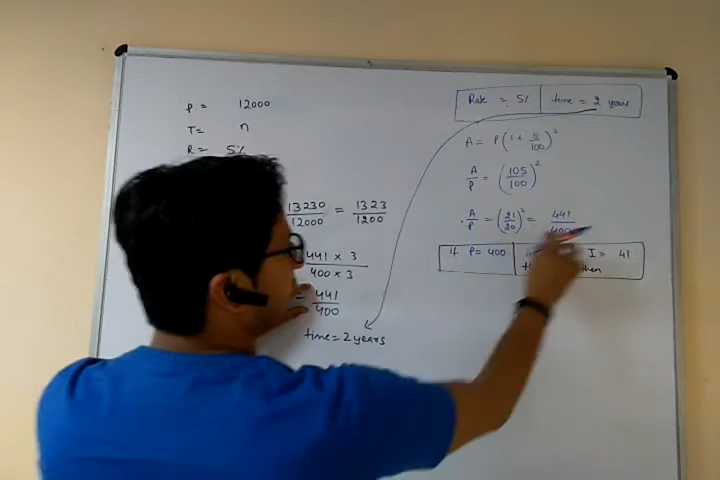 P = 12000
T = n
R = 5%
13230/12000 = 1323/1200
441 × 3/400 × 3
= 441/400
time = 2 years
Rate = 5% time = 2 years
A = P(1 + 5/100)²
A/P = (105/100)²
A/P = (21/20)² = 441/400
If P = 400 I = 41
then